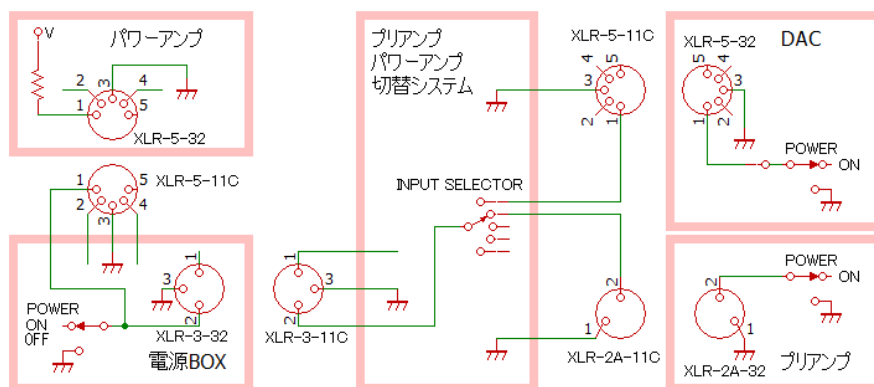 V
パワーアンプ
2
3
4
1
5
XLR-5-32
1
5
XLR-5-11C
2
3
4
POWER
ON
OFF
1
3
2
XLR-3-32
電源BOX
1
3
2
XLR-3-11C
プリアンプ
パワーアンプ
切替システム
INPUT SELECTOR
XLR-5-11C
4
5
3
2
1
2
1
XLR-2A-11C
XLR-5-32
DAC
5
4
3
1
2
POWER
ON
POWER
ON
2
1
XLR-2A-32
プリアンプ